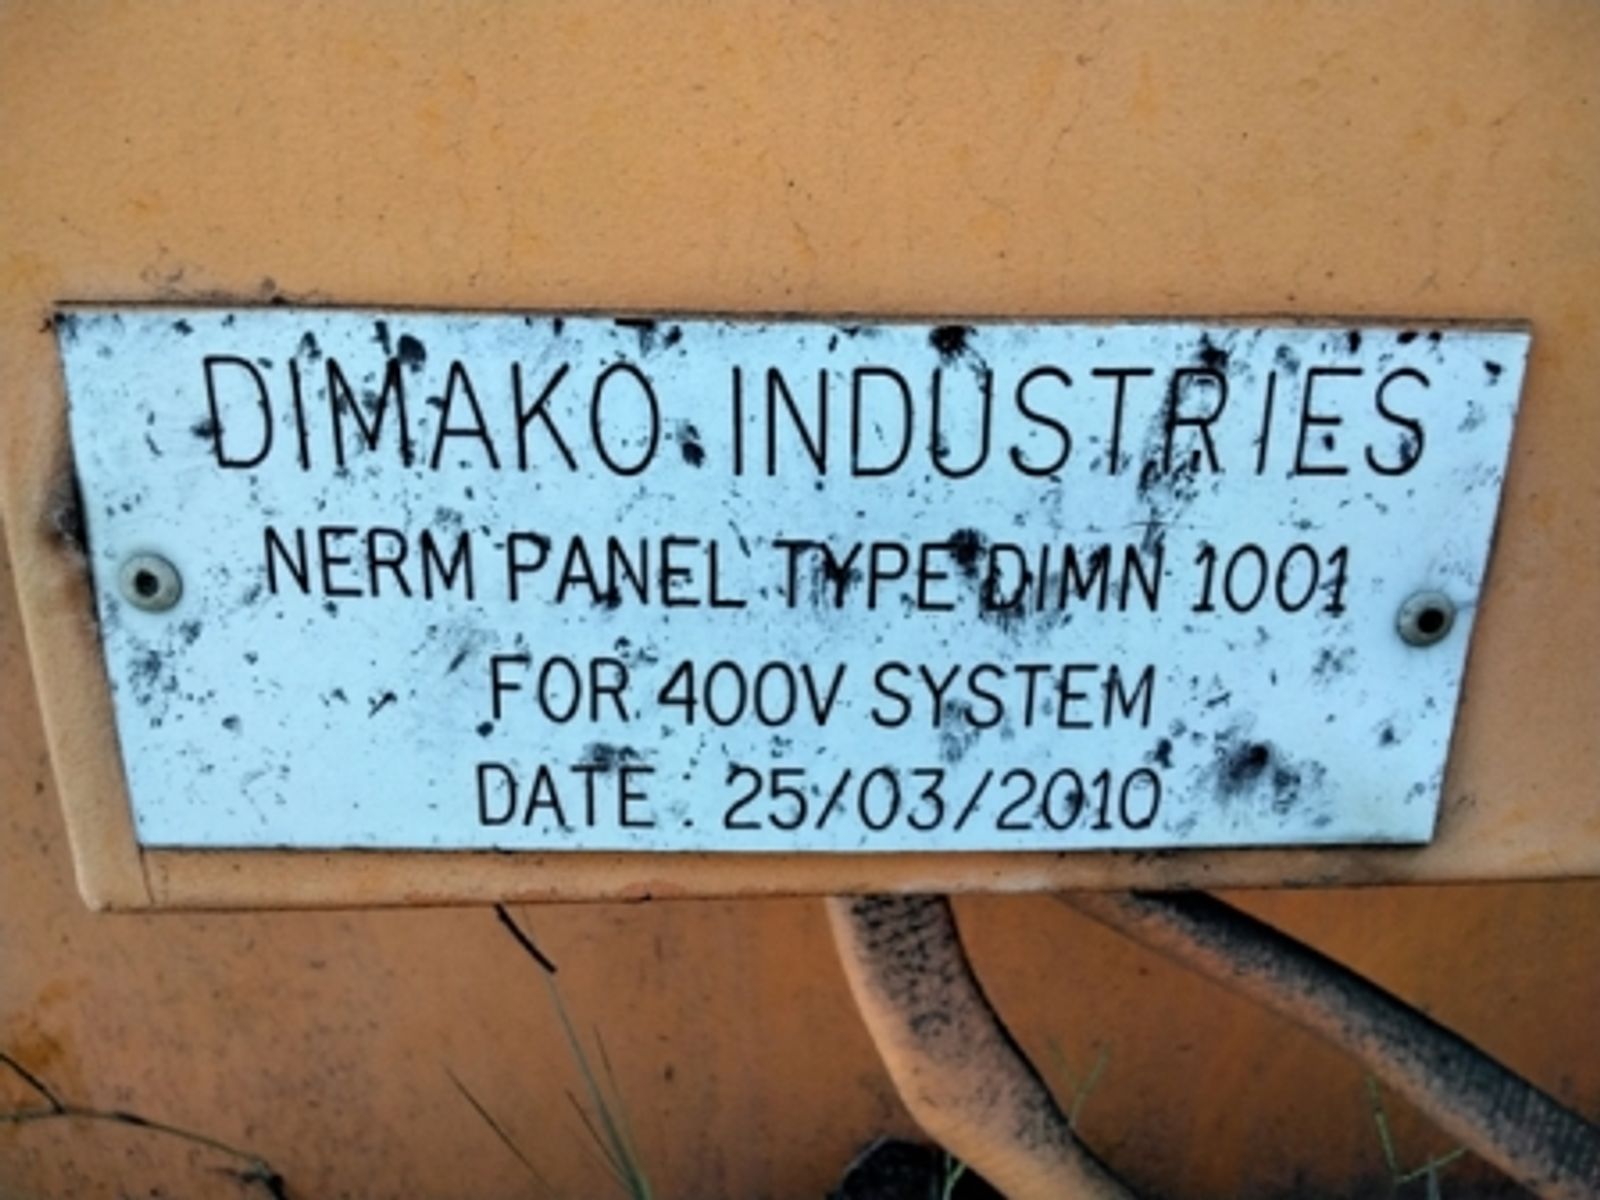 DIMAKO INDUSTRIES
NERM PANEL TYPE DIMN 1001
FOR 400V SYSTEM
DATE : 25/03/2010